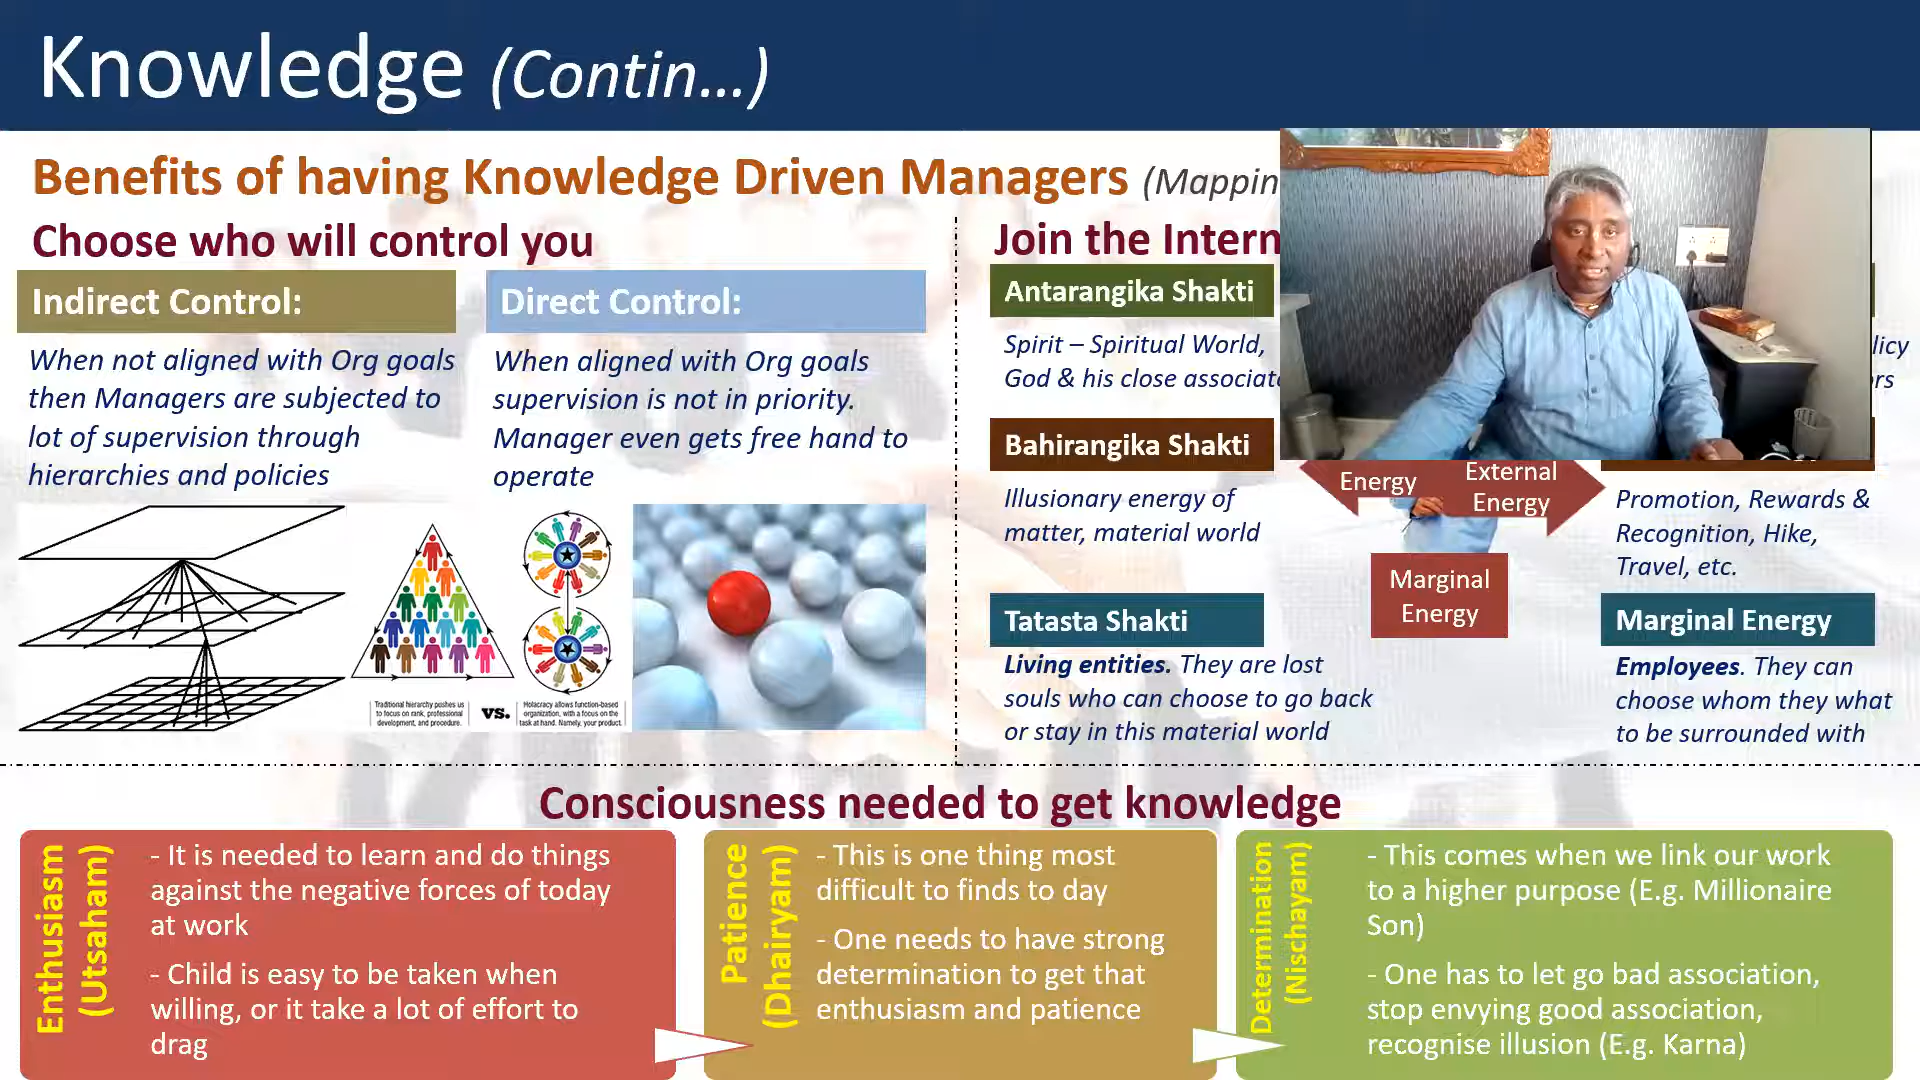 Knowledge (Contin...)
Benefits of having Knowledge Driven Managers (Mappin
Choose who will control you
Indirect Control:
When not aligned with Org goals
then Managers are subjected to
lot of supervision through
hierarchies and policies
Direct Control:
When aligned with Org goals
supervision is not in priority.
Manager even gets free hand to
operate
Traditional hierarchy pushes us
to focus on rank, professional
development, and procedure.
VS.
Holacracy allows function-based
organization, with a focus on the
task at hand. Namely, your product.
Join the Intern
Antarangika Shakti
Spirit – Spiritual World,
God & his close associat
licy
rs
Bahirangika Shakti
Illusionary energy of
matter, material world
Energy
External
Energy
Promotion, Rewards &
Recognition, Hike,
Travel, etc.
Marginal
Energy
Tatasta Shakti
Living entities. They are lost
souls who can choose to go back
or stay in this material world
Marginal Energy
Employees. They can
choose whom they what
to be surrounded with
Consciousness needed to get knowledge
Enthusiasm
(Utsaham)
- It is needed to learn and do things
against the negative forces of today
at work
- Child is easy to be taken when
willing, or it take a lot of effort to
drag
Patience
(Dhairyam)
- This is one thing most
difficult to finds to day
- One needs to have strong
determination to get that
enthusiasm and patience
Determination
(Nischayam)
- This comes when we link our work
to a higher purpose (E.g. Millionaire
Son)
- One has to let go bad association,
stop envying good association,
recognise illusion (E.g. Karna)